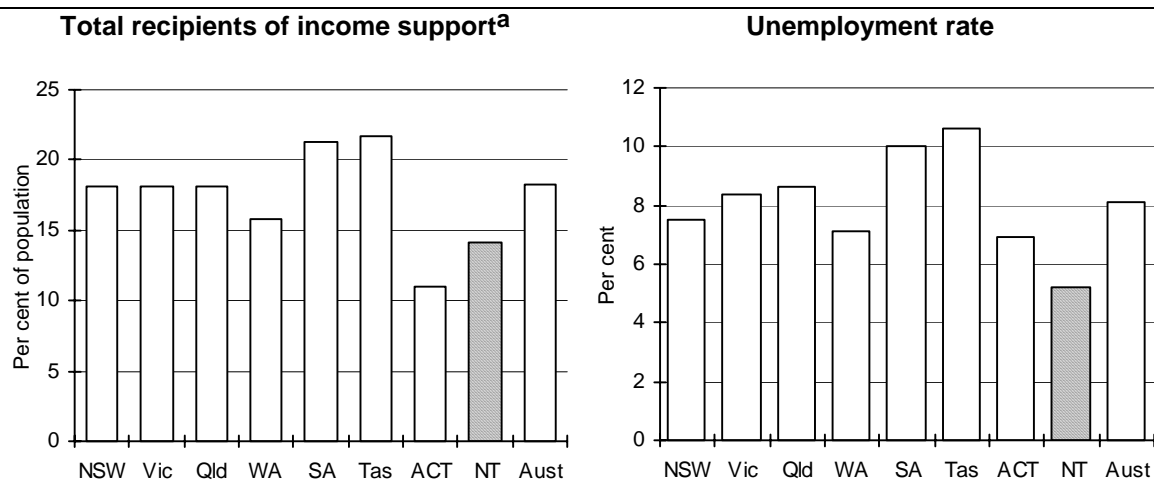 Total recipients of income supportᵃ
Per cent of population
25
20
15
10
5
0
NSW Vic Qld WA SA Tas ACT NT Aust
Unemployment rate
Per cent
12
10
8
6
4
2
0
NSW Vic Qld WA SA Tas ACT NT Aust